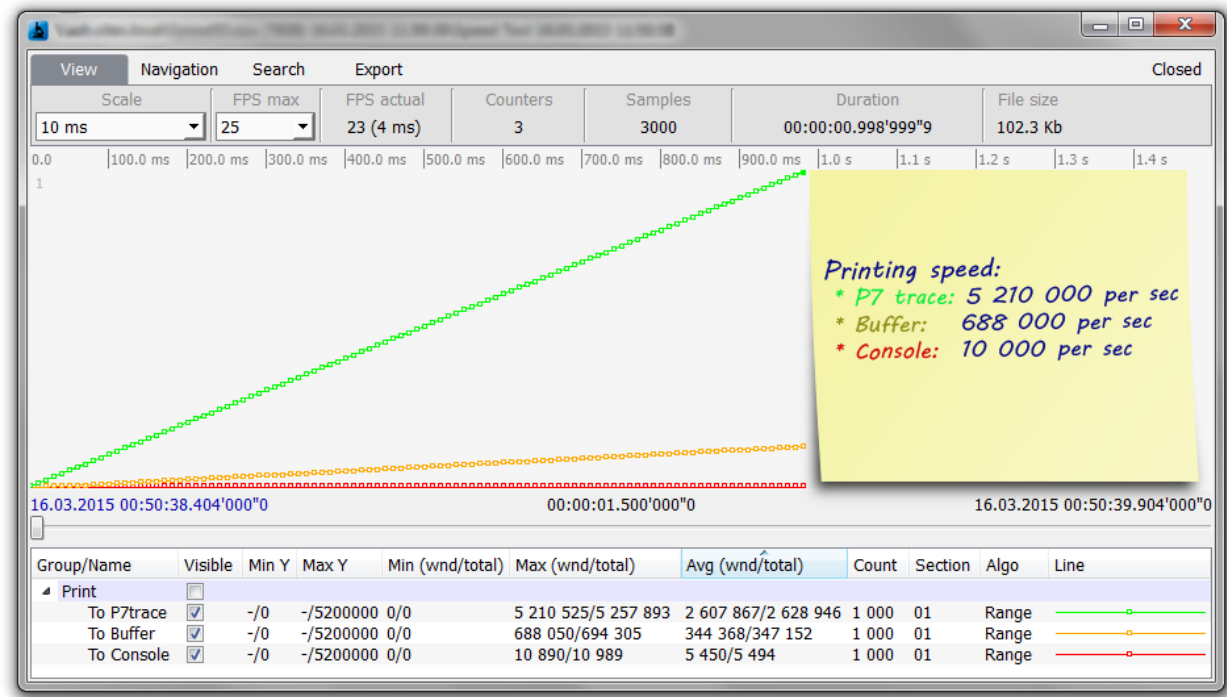 View Navigation Search Export Closed
Scale FPS max FPS actual Counters Samples Duration File size
10 ms 25 23 (4 ms) 3 3000 00:00:00.998'999"9 102.3 Kb
0.0 100.0 ms 200.0 ms 300.0 ms 400.0 ms 500.0 ms 600.0 ms 700.0 ms 800.0 ms 900.0 ms 1.0 s 1.1 s 1.2 s 1.3 s 1.4 s
1
Printing speed:
* P7 trace: 5 210 000 per sec
* Buffer: 688 000 per sec
* Console: 10 000 per sec
16.03.2015 00:50:38.404'000"0 00:00:01.500'000"0 16.03.2015 00:50:39.904'000"0
Group/Name Visible Min Y Max Y Min (wnd/total) Max (wnd/total) Avg (wnd/total) Count Section Algo Line
Print
To P7trace -/0 -/5200000 0/0 5 210 525/5 257 893 2 607 867/2 628 946 1 000 01 Range
To Buffer -/0 -/5200000 0/0 688 050/694 305 344 368/347 152 1 000 01 Range
To Console -/0 -/5200000 0/0 10 890/10 989 5 450/5 494 1 000 01 Range